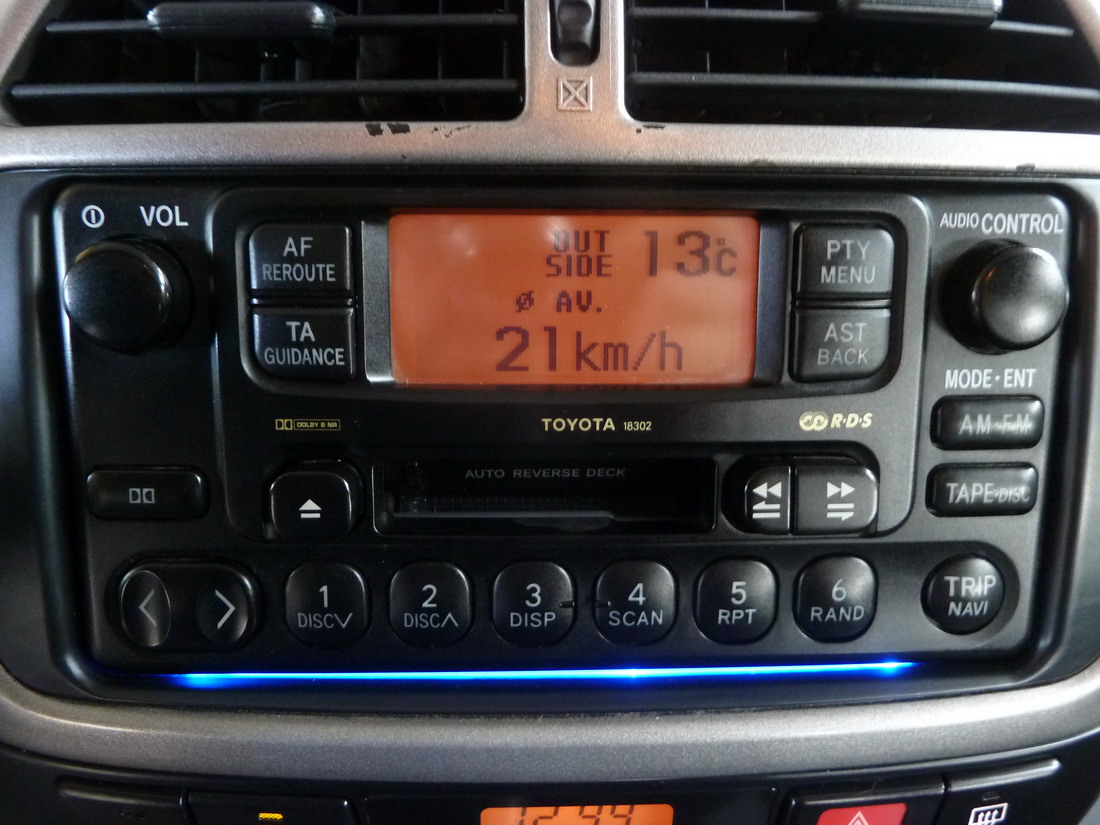 VOL
AF
REROUTE
TA
GUIDANCE
OUT
SIDE 13°C
Ø AV.
21km/h
PTY
MENU
AST
BACK
AUDIO CONTROL
MODE·ENT
AM·FM
TAPE·DISC
DOLBY B NR
TOYOTA 18302
R·D·S
AUTO REVERSE DECK
1
DISC∨
2
DISC∧
3
DISP
4
SCAN
5
RPT
6
RAND
TRIP
NAVI